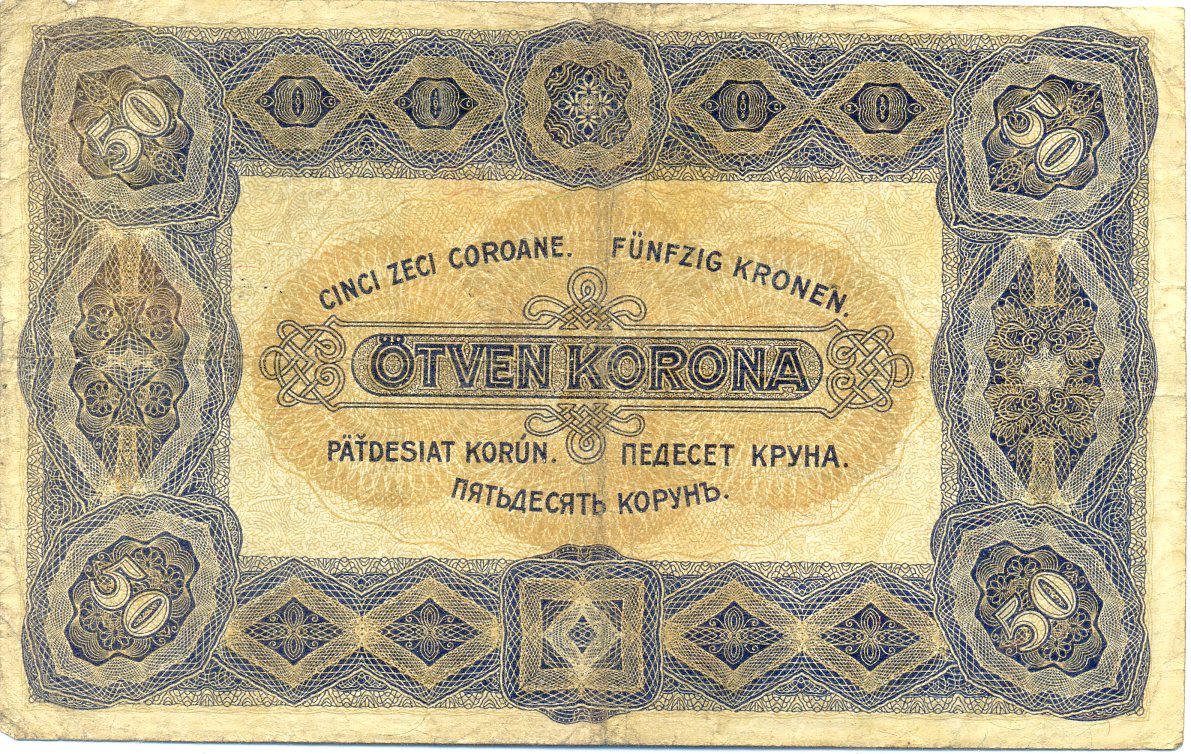 50 0 0 0 0 50
CINCI ZECI COROANE. FÜNFZIG KRONEN.
ÖTVEN KORONA
PÄŤDESIAT KORÚN. ПЕДЕСЕТ КРУНА.
ПЯТЬДЕСЯТЬ КОРУНЪ.
50 50